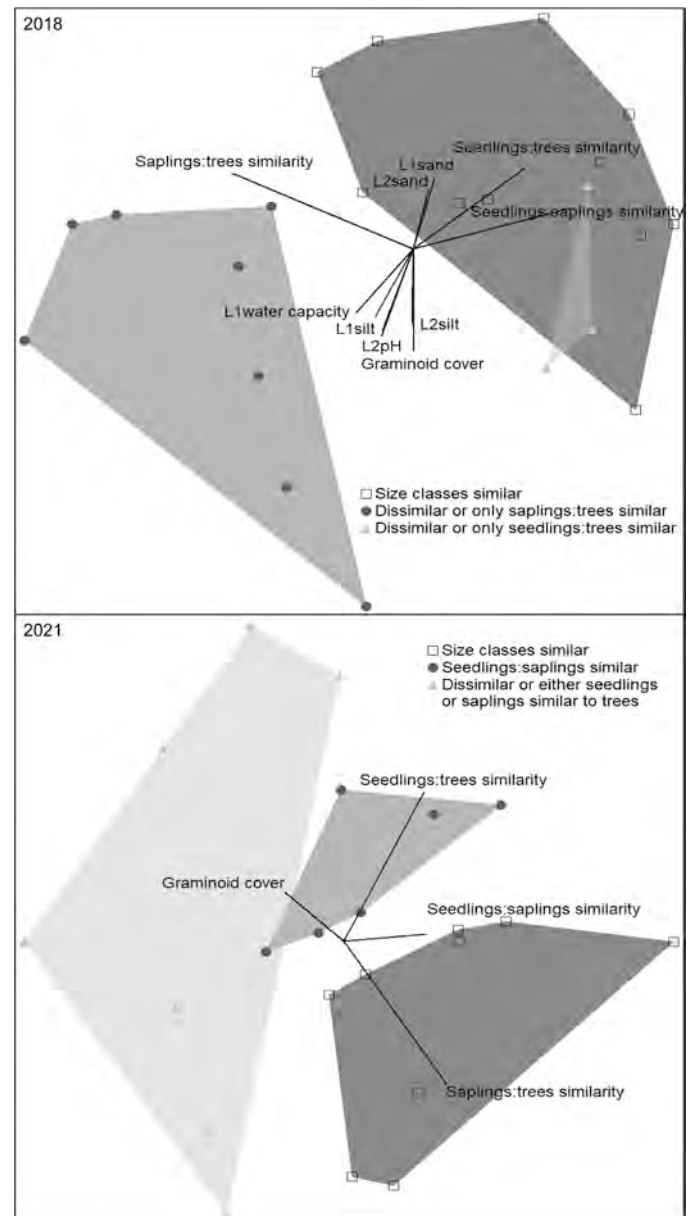 2018
Saplings:trees similarity
L1sand
Seedlings:trees similarity
L2sand
Seedlings:saplings similarity
L1water capacity
L1silt
L2silt
L2pH
Graminoid cover
Size classes similar
Dissimilar or only saplings:trees similar
Dissimilar or only seedlings:trees similar
2021
Size classes similar
Seedlings:saplings similar
Dissimilar or either seedlings
or saplings similar to trees
Seedlings:trees similarity
Graminoid cover
Seedlings:saplings similarity
Saplings:trees similarity